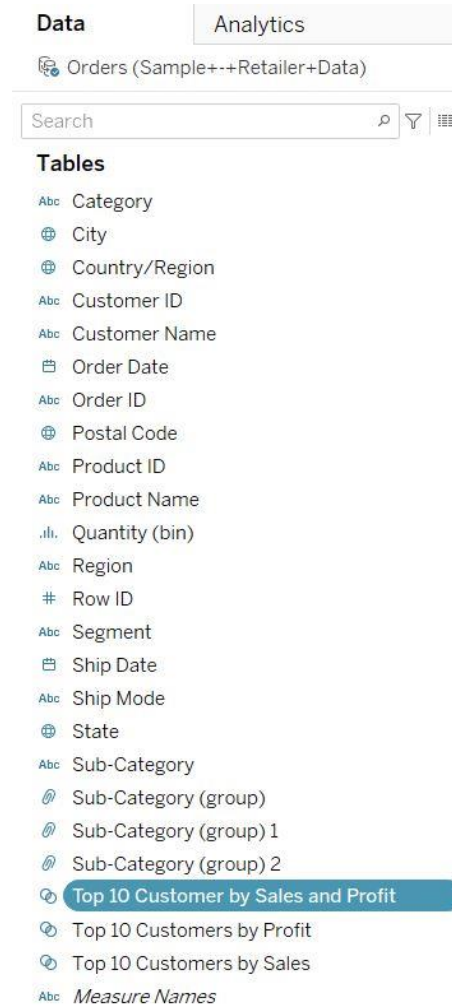 Data
Analytics
Orders (Sample+-+Retailer+Data)
Search
Tables
Abc Category
City
Country/Region
Abc Customer ID
Abc Customer Name
Order Date
Abc Order ID
Postal Code
Abc Product ID
Abc Product Name
Quantity (bin)
Abc Region
# Row ID
Abc Segment
Ship Date
Abc Ship Mode
State
Abc Sub-Category
Sub-Category (group)
Sub-Category (group) 1
Sub-Category (group) 2
Top 10 Customer by Sales and Profit
Top 10 Customers by Profit
Top 10 Customers by Sales
Abc Measure Names